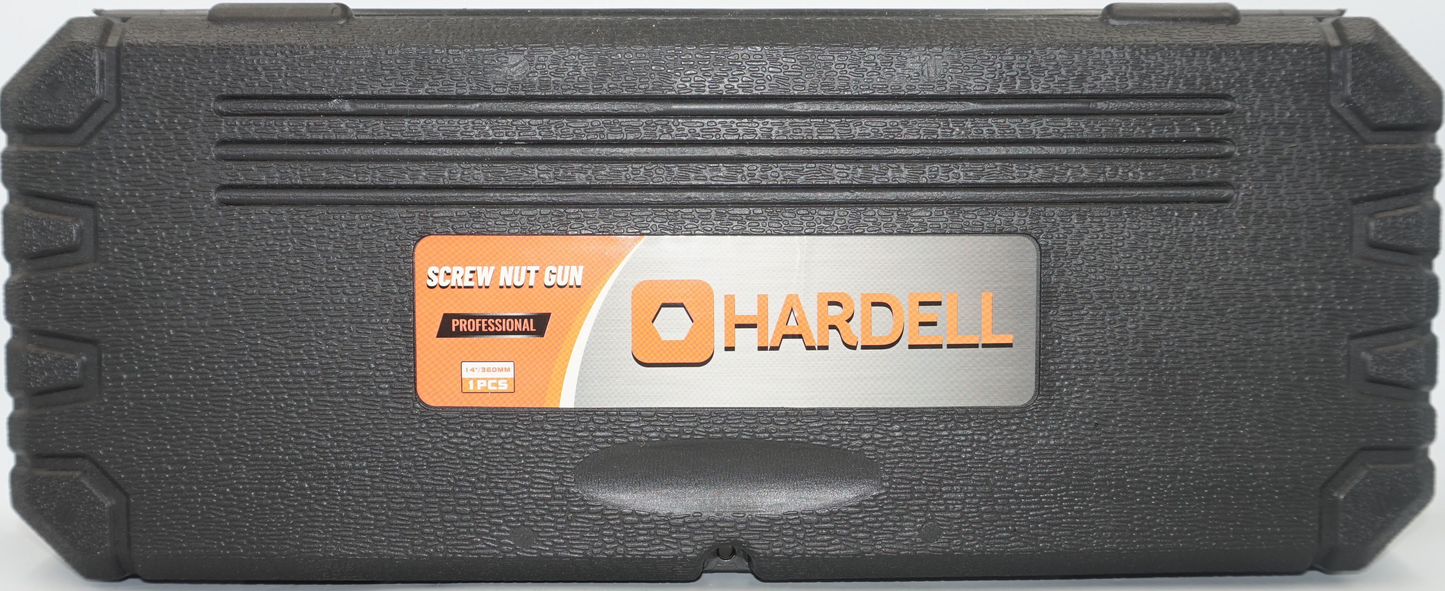 SCREW NUT GUN
PROFESSIONAL
14"/360MM
1PCS
HARDELL